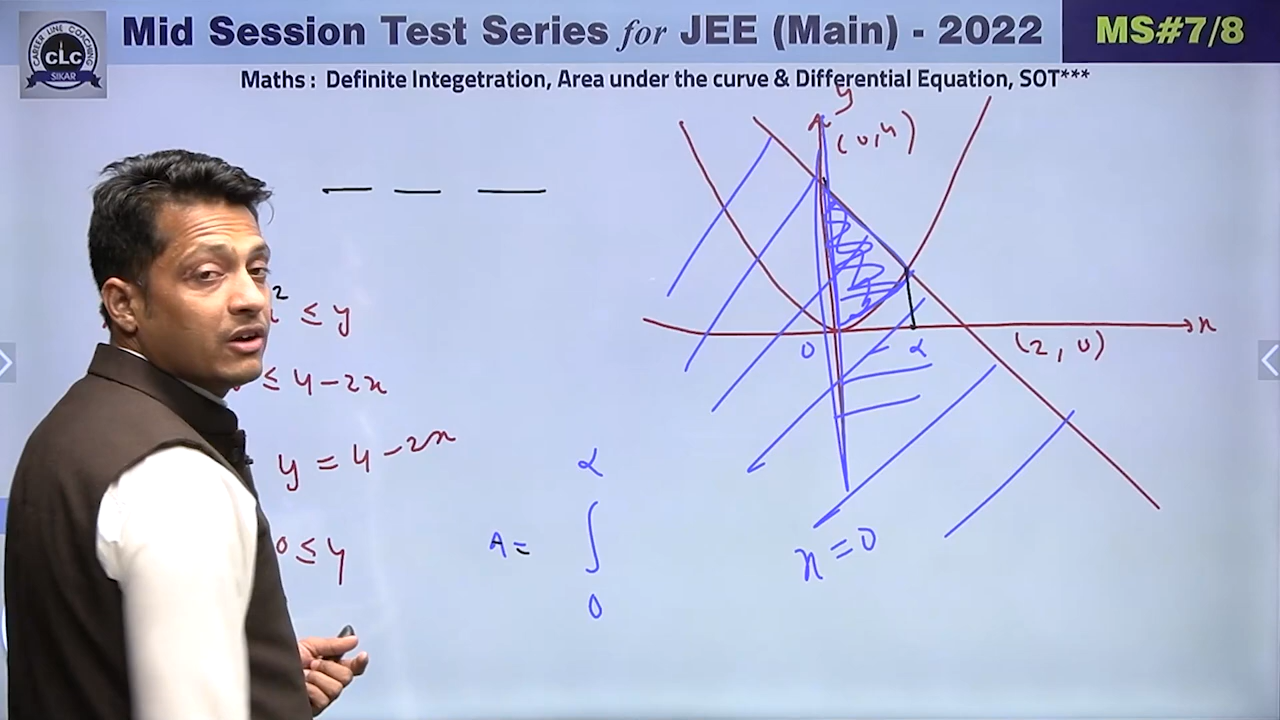 CAREER LINE COACHING
CLC
SIKAR
Mid Session Test Series for JEE (Main) - 2022
MS#7/8
Maths : Definite Integetration, Area under the curve & Differential Equation, SOT***
y
(0,4)
² ≤ y
≤ 4-2x
y = 4-2x
0 ≤ y
0
α
(2, 0)
x
α
A= ∫
0
x=0